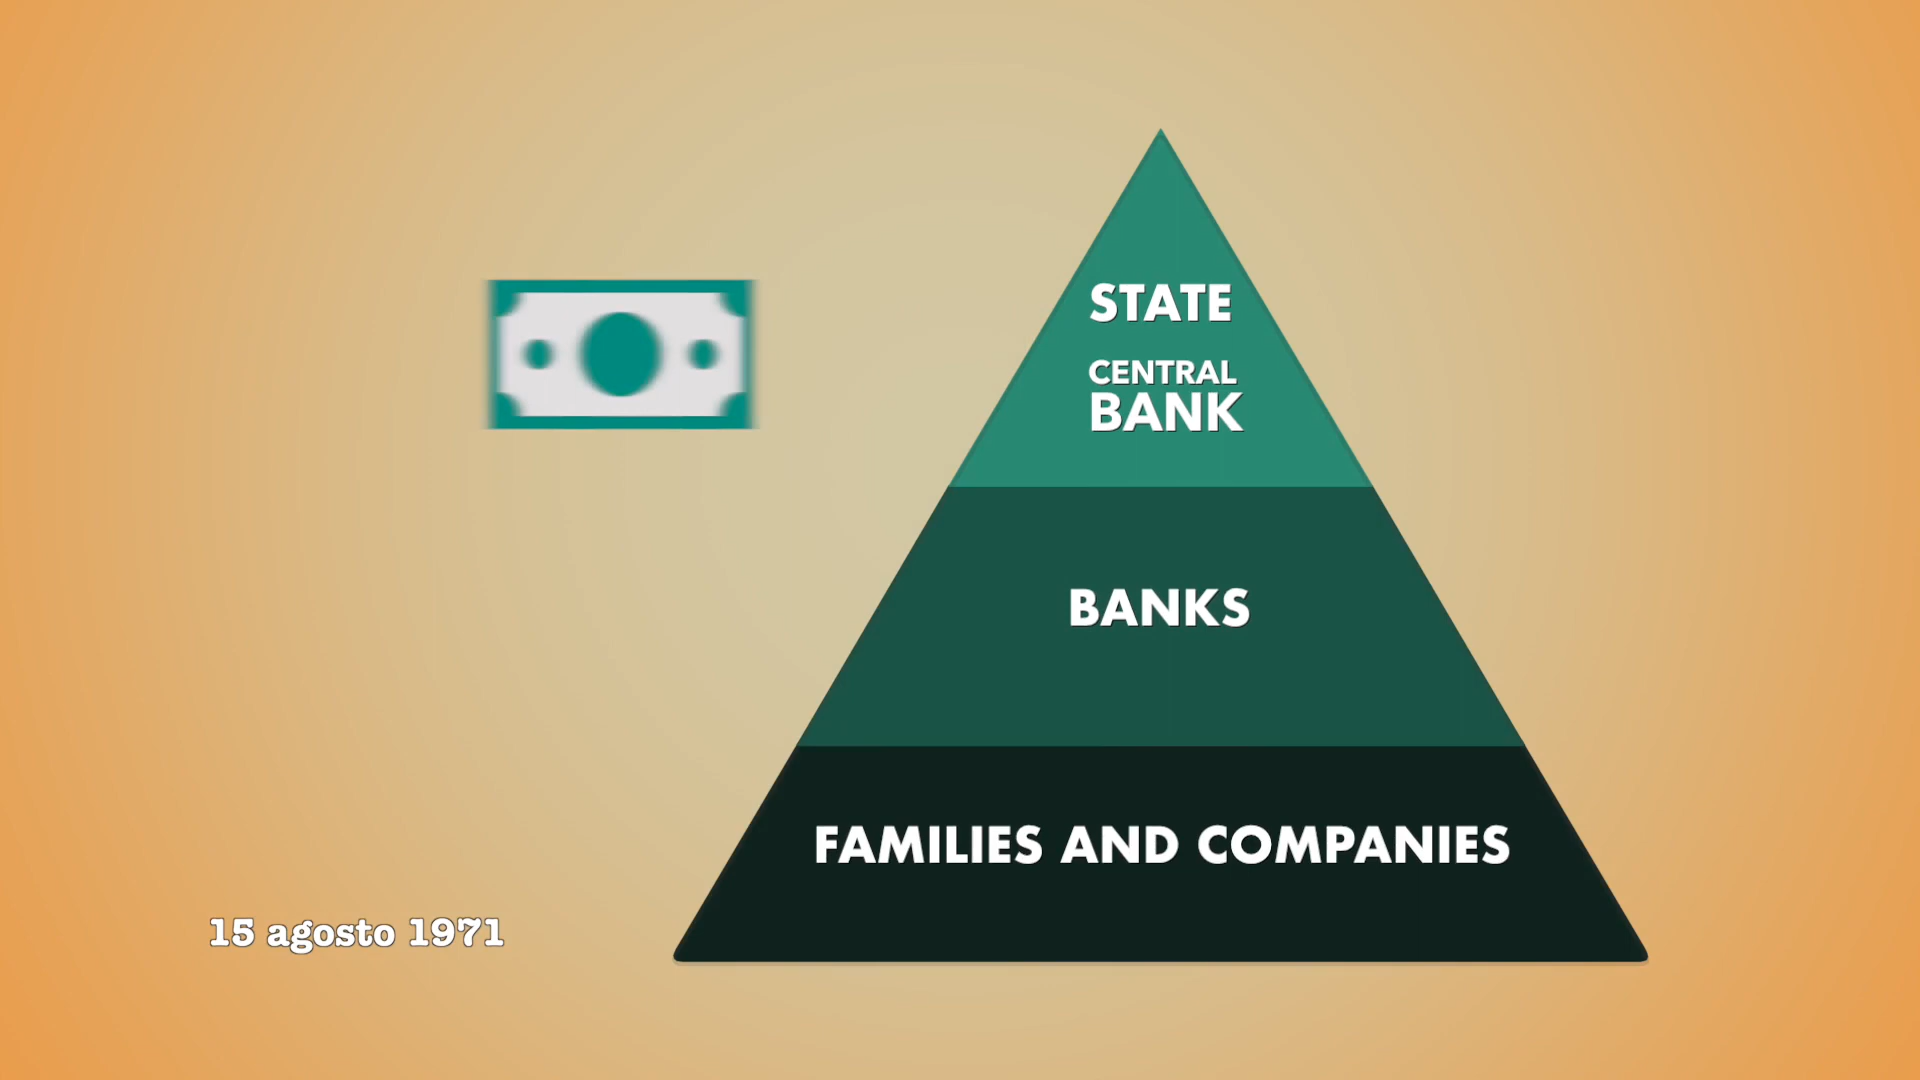 STATE
CENTRAL
BANK
BANKS
FAMILIES AND COMPANIES
15 agosto 1971